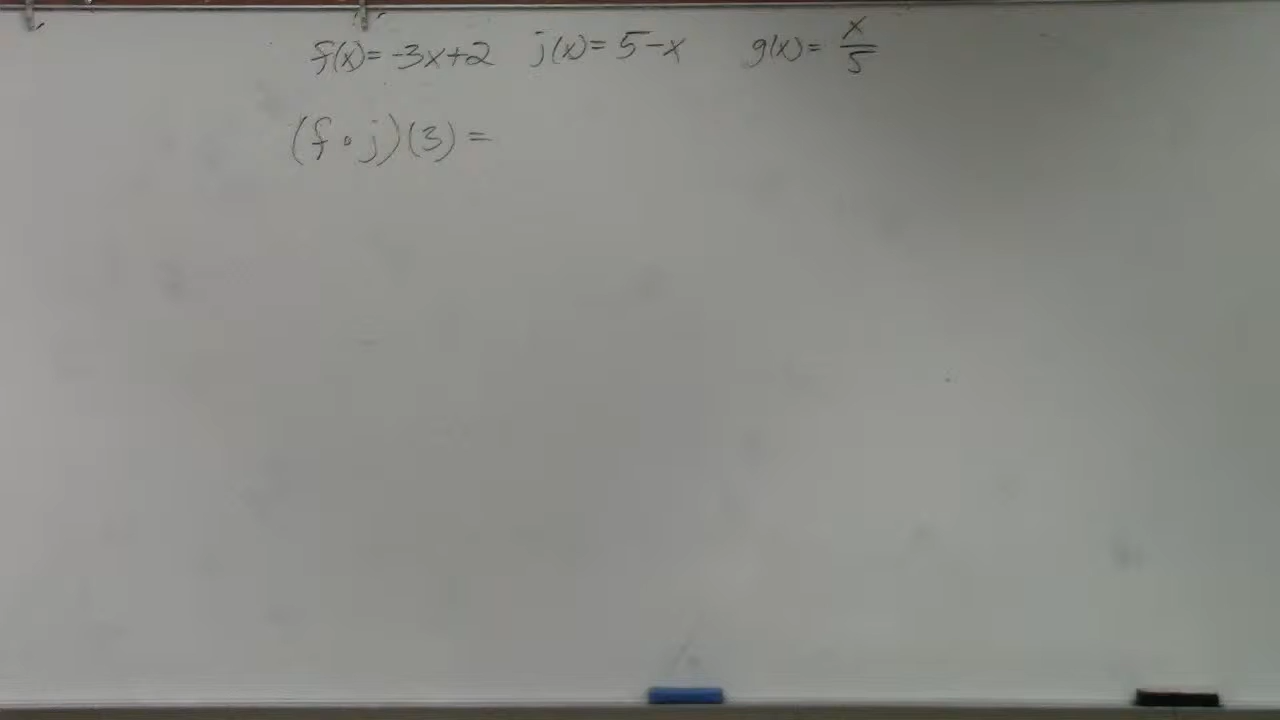 f(x)= -3x+2 j(x)= 5-x g(x)= x/5
(f∘j)(3)=